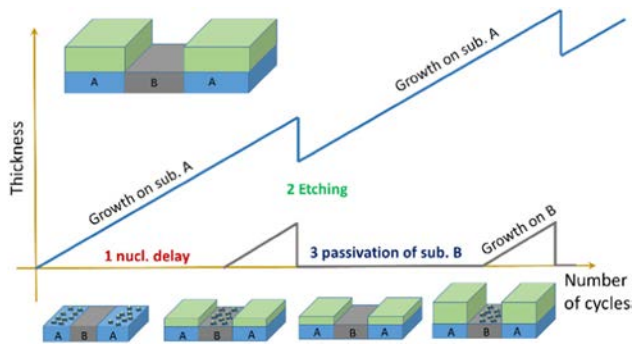 A B A
Thickness
Growth on sub. A
Growth on sub. A
2 Etching
1 nucl. delay
3 passivation of sub. B
Growth on B
Number
of cycles
A B A
A B A
A B A
A B A